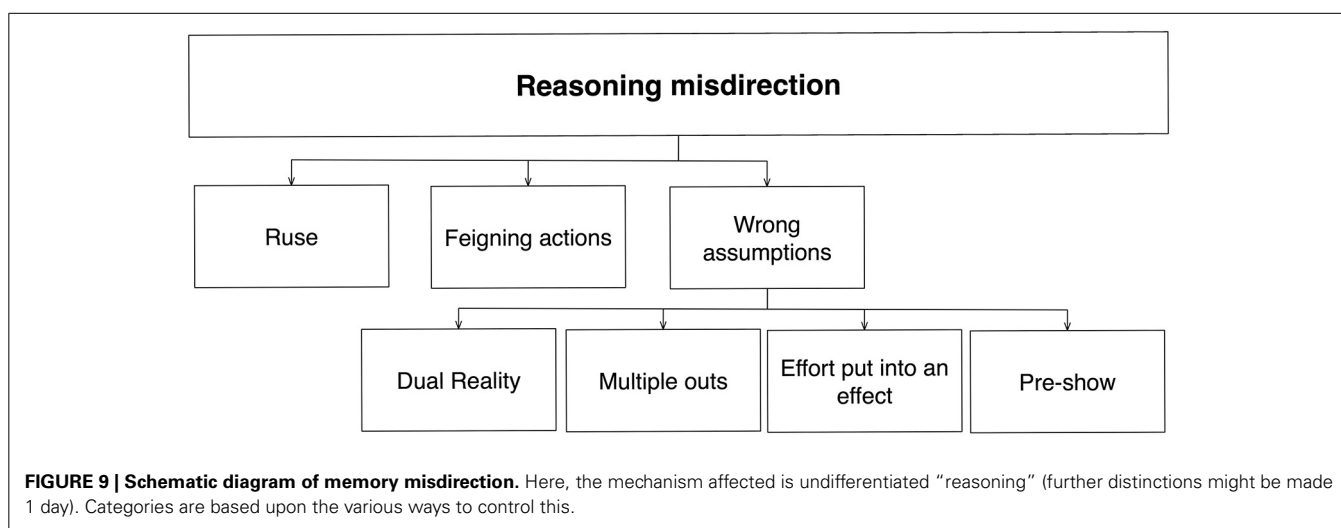 Reasoning misdirection
Ruse
Feigning actions
Wrong
assumptions
Dual Reality
Multiple outs
Effort put into an
effect
Pre-show
FIGURE 9 | Schematic diagram of memory misdirection. Here, the mechanism affected is undifferentiated “reasoning” (further distinctions might be made
1 day). Categories are based upon the various ways to control this.